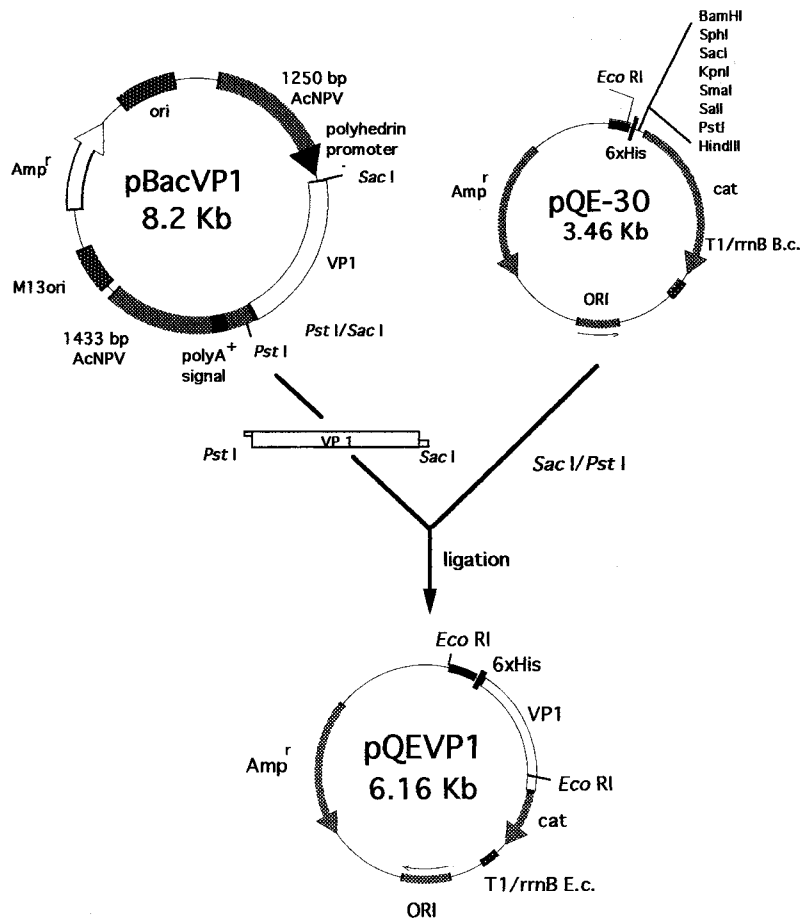 1250 bp
AcNPV
ori
polyhedrin
promoter
Sac I
Amp r
pBacVP1
8.2 Kb
VP1
M13ori
1433 bp
AcNPV
polyA+
signal
Pst I
Pst I/Sac I
BamHI
SphI
SacI
KpnI
SmaI
SalI
PstI
HindIII
Eco RI
6xHis
Amp r
pQE-30
3.46 Kb
cat
T1/rrnB B.c.
ORI
Pst I
VP 1
Sac I
Sac I/Pst I
ligation
Eco RI
6xHis
VP1
Amp r
pQEVP1
6.16 Kb
Eco RI
cat
T1/rrnB E.c.
ORI